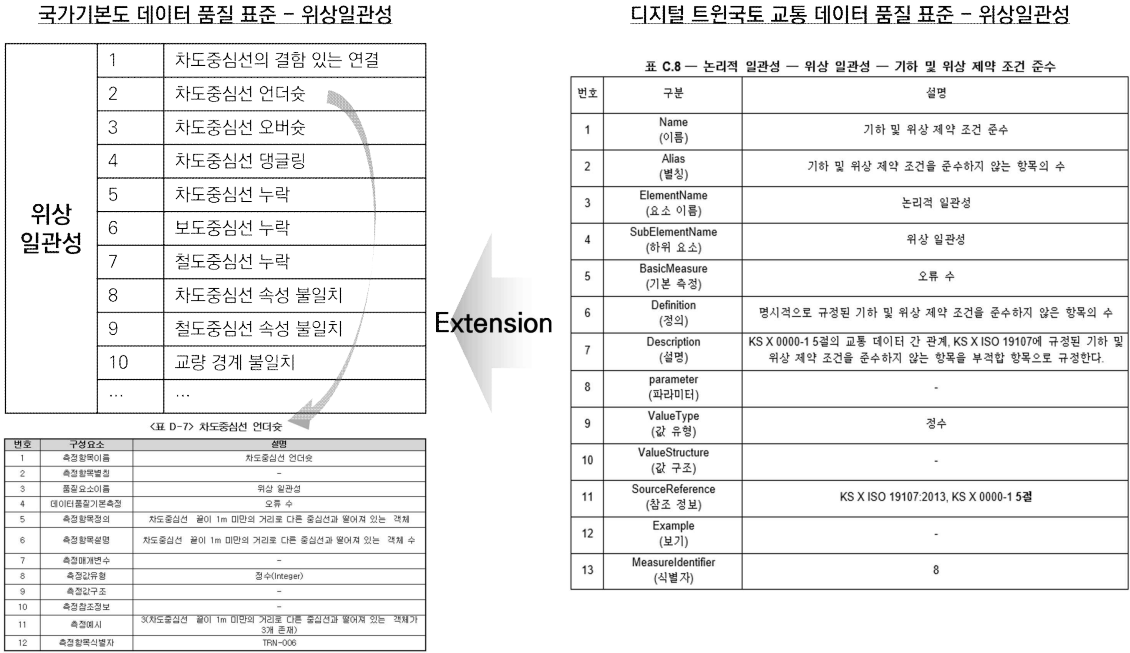 국가기본도 데이터 품질 표준 – 위상일관성
위상
일관성
1 차도중심선의 결함 있는 연결
2 차도중심선 언더슛
3 차도중심선 오버슛
4 차도중심선 댕글링
5 차도중심선 누락
6 보도중심선 누락
7 철도중심선 누락
8 차도중심선 속성 불일치
9 철도중심선 속성 불일치
10 교량 경계 불일치
... ...
<표 D-7> 차도중심선 언더슛
번호 구성요소 설명
1 측정항목이름 차도중심선 언더슛
2 측정항목별칭 –
3 품질요소이름 위상 일관성
4 데이터품질기본측정 오류 수
5 측정항목정의 차도중심선 끝이 1m 미만의 거리로 다른 중심선과 떨어져 있는 객체
6 측정항목설명 차도중심선 끝이 1m 미만의 거리로 다른 중심선과 떨어져 있는 객체 수
7 측정매개변수 –
8 측정값유형 정수(Integer)
9 측정값구조 –
10 측정참조정보 –
11 측정예시 3(차도중심선 끝이 1m 미만의 거리로 다른 중심선과 떨어져 있는 객체가
3개 존재)
12 측정항목식별자 TRN-006
Extension
디지털 트윈국토 교통 데이터 품질 표준 – 위상일관성
표 C.8 — 논리적 일관성 — 위상 일관성 — 기하 및 위상 제약 조건 준수
번호 구분 설명
1 Name
(이름) 기하 및 위상 제약 조건 준수
2 Alias
(별칭) 기하 및 위상 제약 조건을 준수하지 않는 항목의 수
3 ElementName
(요소 이름) 논리적 일관성
4 SubElementName
(하위 요소) 위상 일관성
5 BasicMeasure
(기본 측정) 오류 수
6 Definition
(정의) 명시적으로 규정된 기하 및 위상 제약 조건을 준수하지 않은 항목의 수
7 Description
(설명) KS X 0000-1 5절의 교통 데이터 간 관계, KS X ISO 19107에 규정된 기하 및
위상 제약 조건을 준수하지 않는 항목을 부적합 항목으로 규정한다.
8 parameter
(파라미터) -
9 ValueType
(값 유형) 정수
10 ValueStructure
(값 구조) -
11 SourceReference
(참조 정보) KS X ISO 19107:2013, KS X 0000-1 5절
12 Example
(보기) -
13 MeasureIdentifier
(식별자) 8